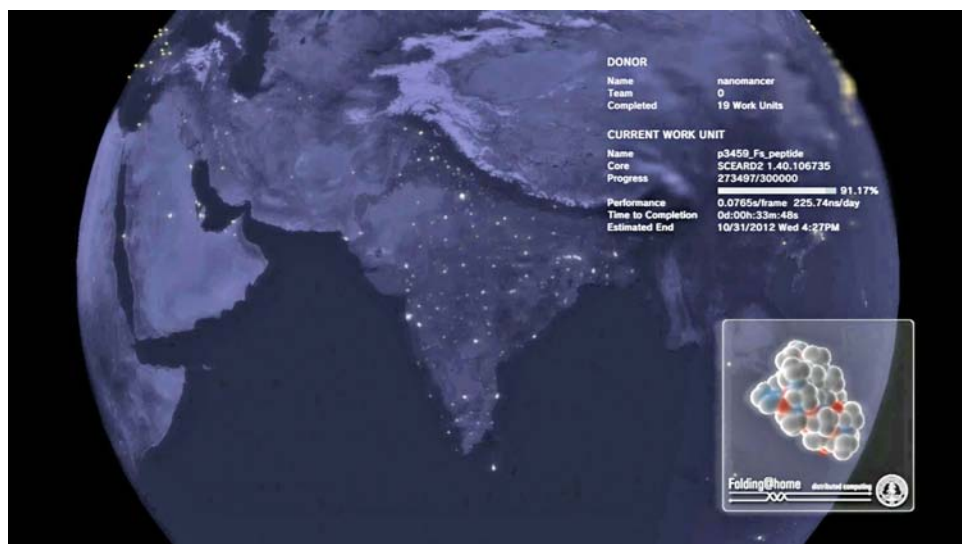 DONOR
Name nanomancer
Team 0
Completed 19 Work Units
CURRENT WORK UNIT
Name p3459_Fs_peptide
Core SCEARD2 1.40.106735
Progress 273497/300000
91.17%
Performance 0.0765s/frame 225.74ns/day
Time to Completion 0d:00h:33m:48s
Estimated End 10/31/2012 Wed 4:27PM
Folding@home distributed computing